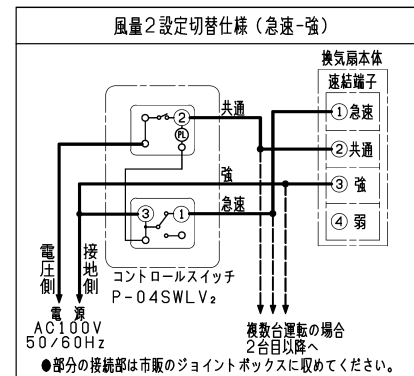 風量2設定切替仕様（急速-強）
換気扇本体
速結端子
①急速
②共通
③強
④弱
共通
②
PL
強
急速
③
①
電圧側
接地側
コントロールスイッチ
P-04SWLV₂
電源
AC100V
50/60Hz
複数台運転の場合
2台目以降へ
●部分の接続部は市販のジョイントボックスに収めてください。